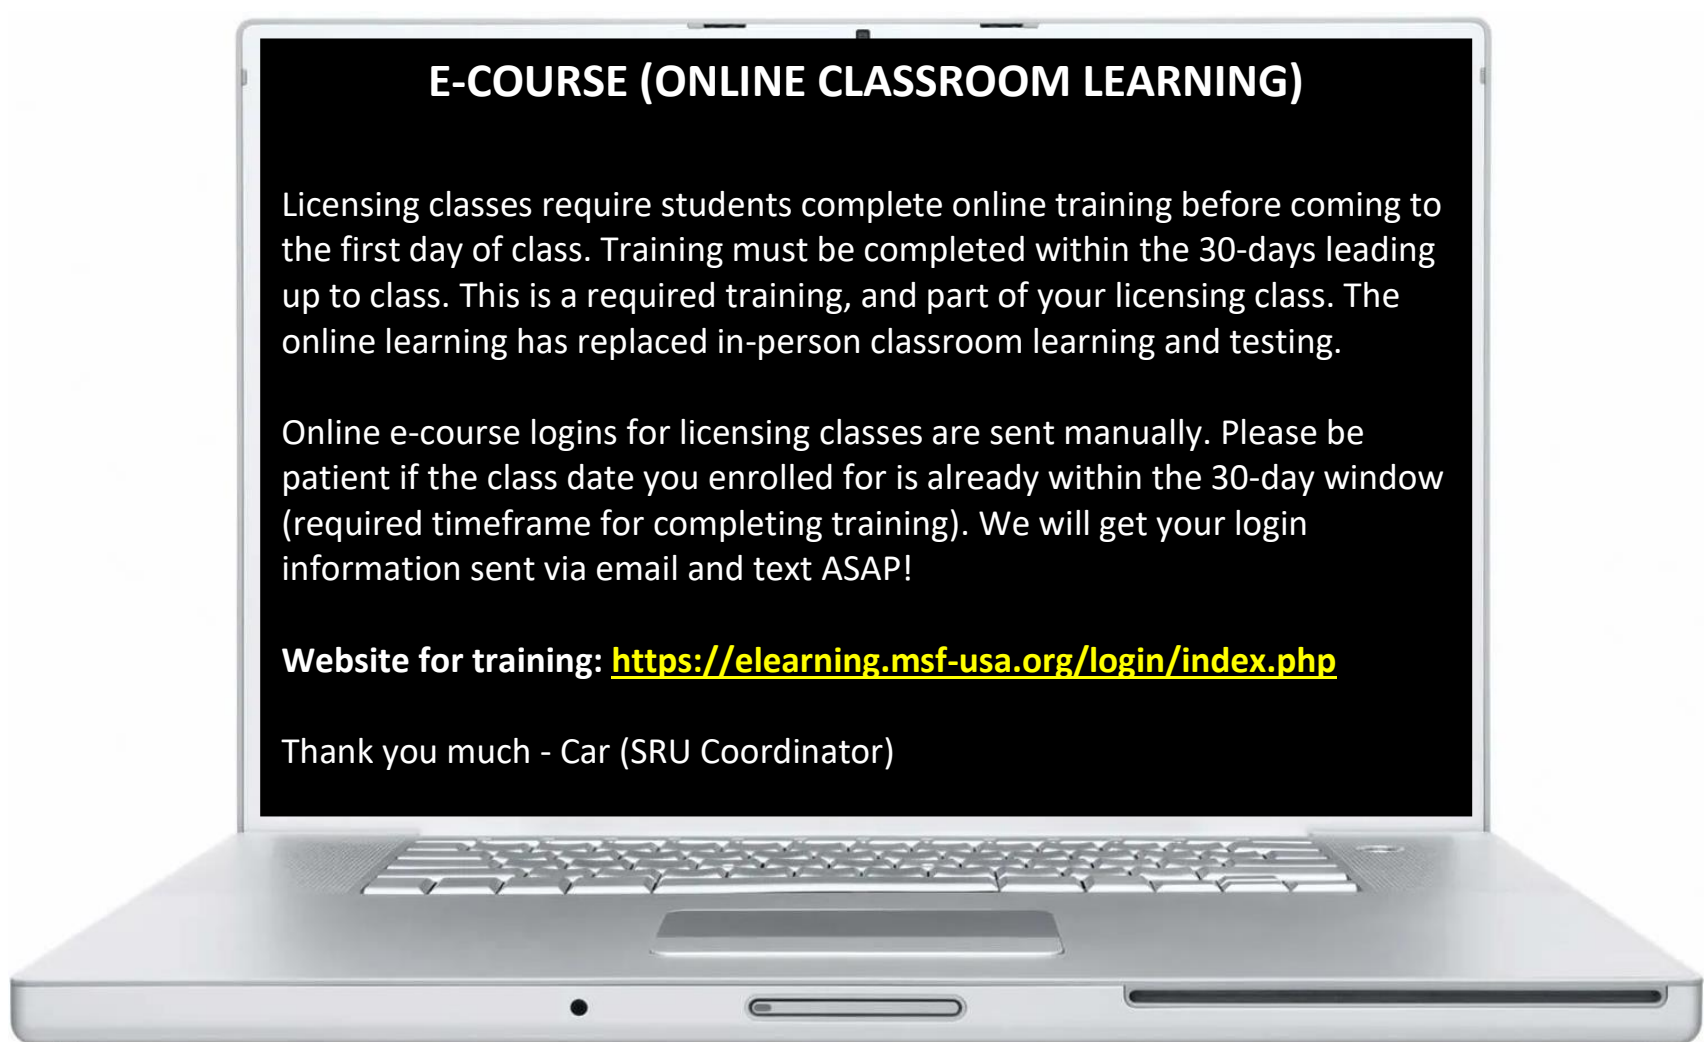 E-COURSE (ONLINE CLASSROOM LEARNING)
Licensing classes require students complete online training before coming to
the first day of class. Training must be completed within the 30-days leading
up to class. This is a required training, and part of your licensing class. The
online learning has replaced in-person classroom learning and testing.
Online e-course logins for licensing classes are sent manually. Please be
patient if the class date you enrolled for is already within the 30-day window
(required timeframe for completing training). We will get your login
information sent via email and text ASAP!
Website for training: https://elearning.msf-usa.org/login/index.php
Thank you much - Car (SRU Coordinator)